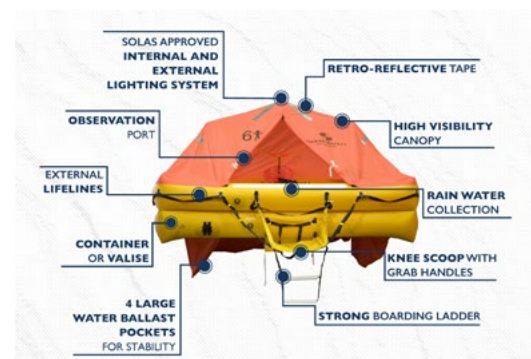 SOLAS APPROVED
INTERNAL AND
EXTERNAL
LIGHTING SYSTEM
RETRO-REFLECTIVE TAPE
OBSERVATION
PORT
HIGH VISIBILITY
CANOPY
6
EXTERNAL
LIFELINES
RAIN WATER
COLLECTION
CONTAINER
OR VALISE
KNEE SCOOP WITH
GRAB HANDLES
4 LARGE
WATER BALLAST
POCKETS
FOR STABILITY
STRONG BOARDING LADDER